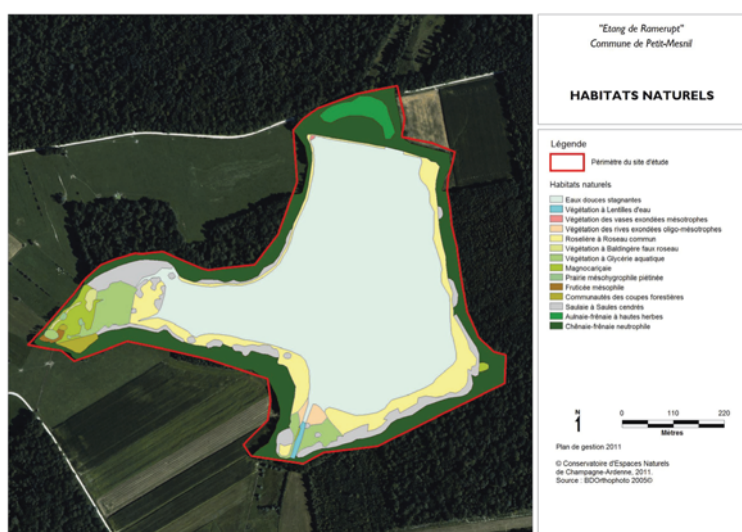 "Etang de Ramerupt"
Commune de Petit-Mesnil
HABITATS NATURELS
Légende
Périmètre du site d'étude
Habitats naturels
Eaux douces stagnantes
Végétation à Lentilles d'eau
Végétation des vases exondées mésotrophes
Végétation des rives exondées oligo-mésotrophes
Roselière à Roseau commun
Végétation à Baldingère faux roseau
Végétation à Glycérie aquatique
Magnocariçaie
Prairie mésohygrophile piétinée
Fruticée mésophile
Communautés des coupes forestières
Saulaie à Saules cendrés
Aulnaie-frênaie à hautes herbes
Chênaie-frênaie neutrophile
N
0 110 220
Mètres
Plan de gestion 2011
© Conservatoire d'Espaces Naturels
de Champagne-Ardenne, 2011.
Source : BDOrthophoto 2005©